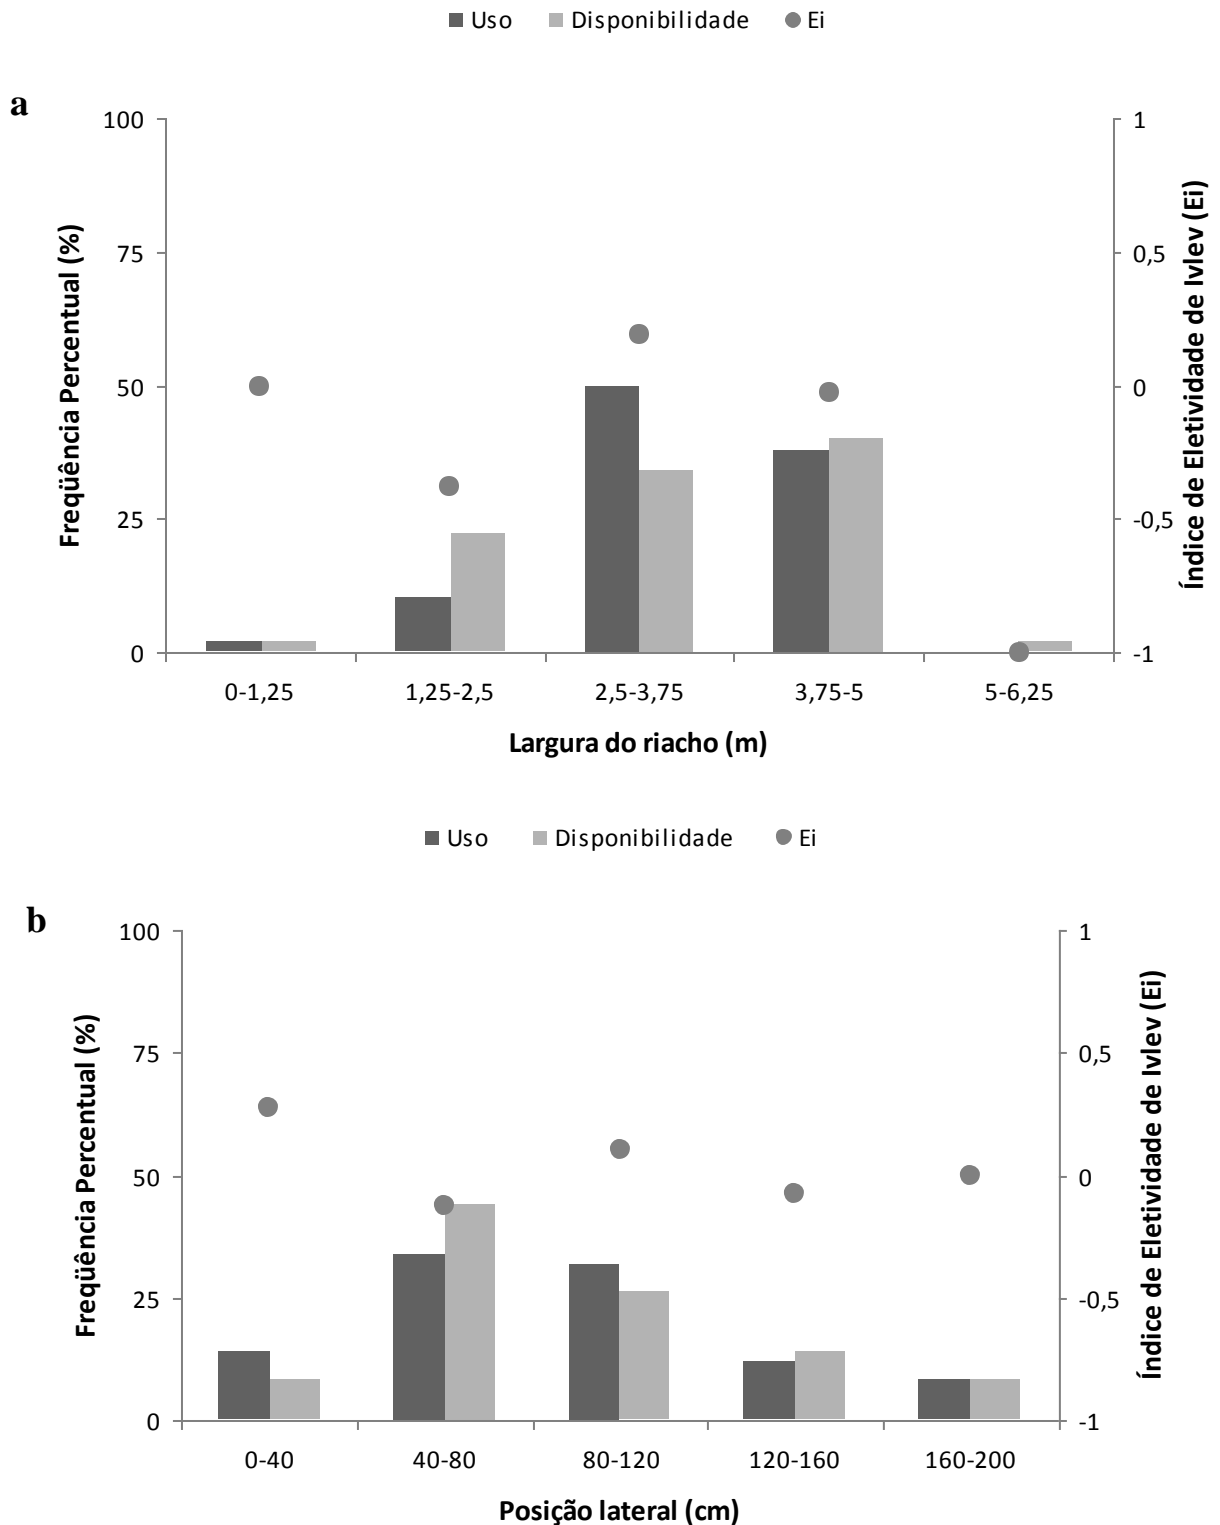 Uso Disponibilidade Ei
a
100 1
75 0,5
50 0
25 -0,5
0 -1
Freqüência Percentual (%)
Índice de Eletividade de Ivlev (Ei)
0-1,25 1,25-2,5 2,5-3,75 3,75-5 5-6,25
Largura do riacho (m)
Uso Disponibilidade Ei
b
100 1
75 0,5
50 0
25 -0,5
0 -1
Freqüência Percentual (%)
Índice de Eletividade de Ivlev (Ei)
0-40 40-80 80-120 120-160 160-200
Posição lateral (cm)